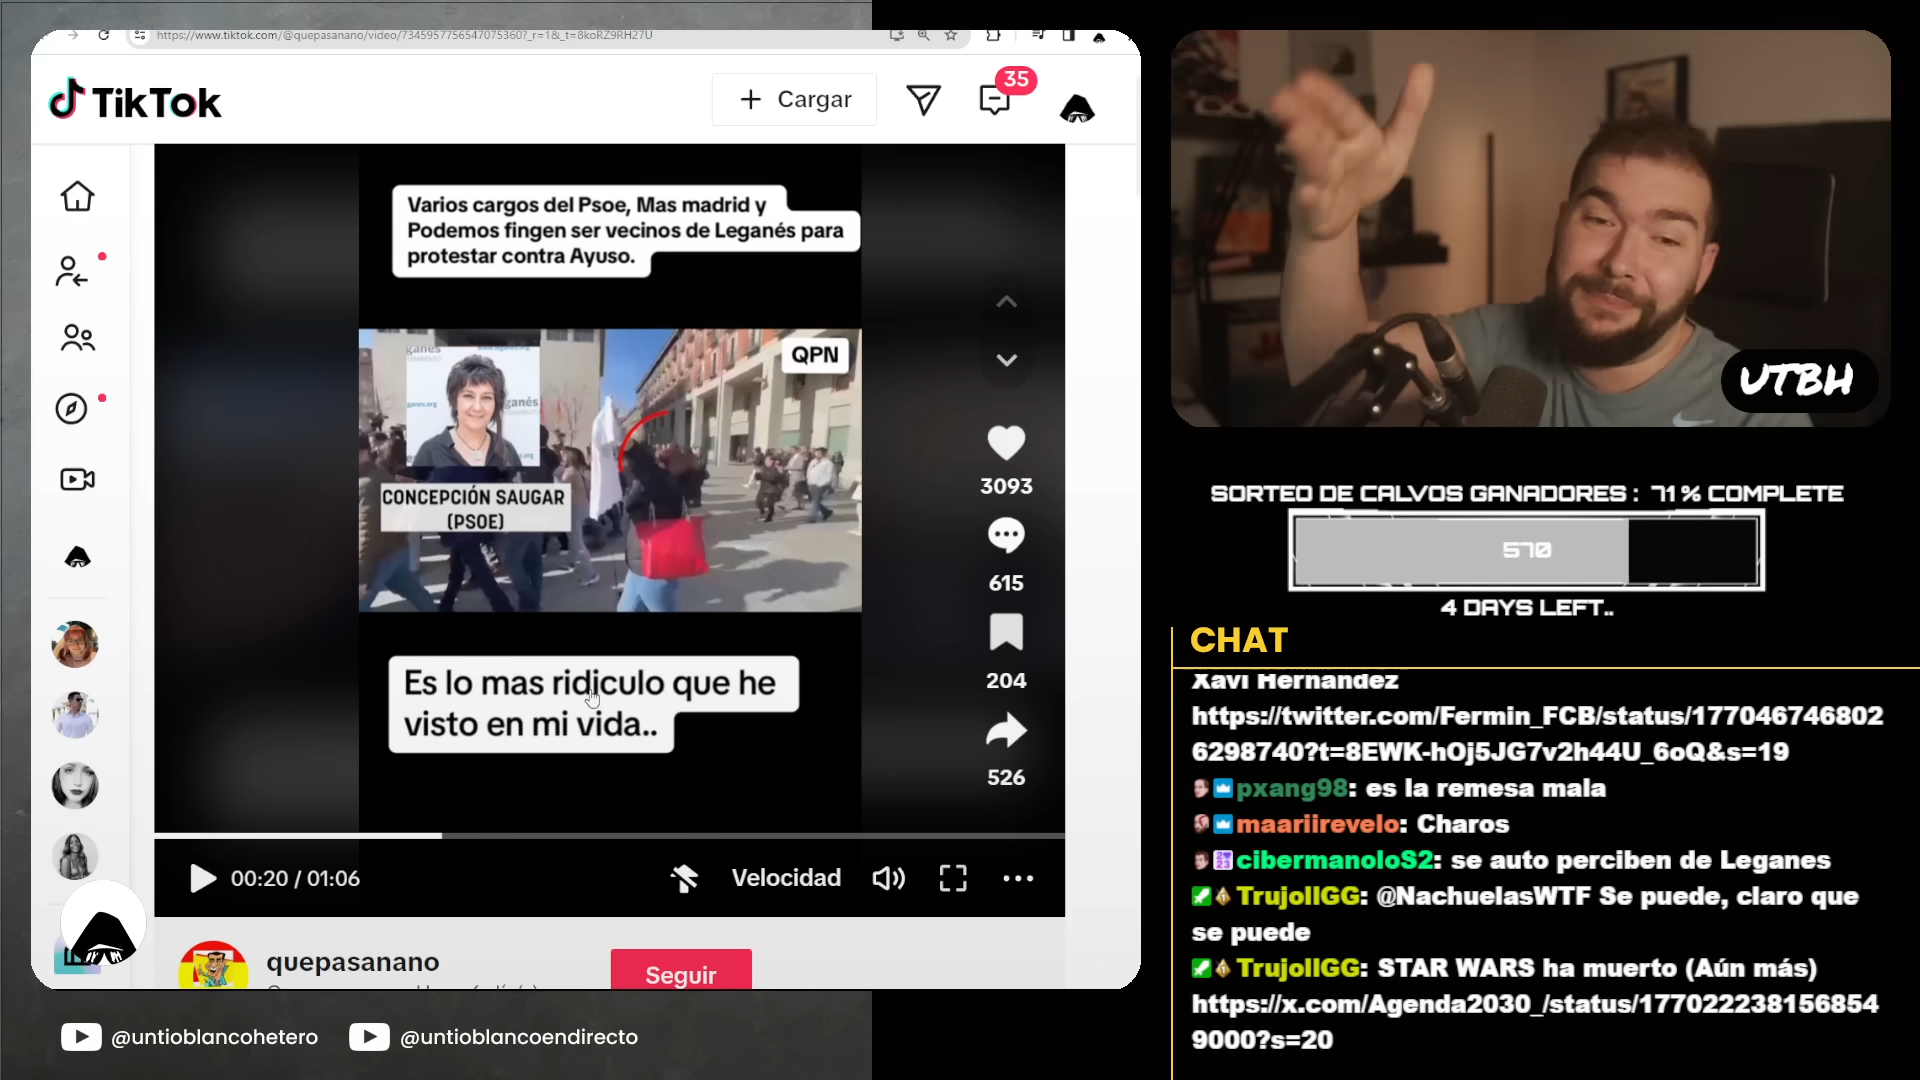 https://www.tiktok.com/@quepasanano/video/7345957756547075360?_r=1&_t=8koRZ9RH27U
TikTok
Cargar
35
Varios cargos del Psoe, Mas madrid y
Podemos fingen ser vecinos de Leganés para
protestar contra Ayuso.
QPN
CONCEPCIÓN SAUGAR
(PSOE)
Es lo mas ridiculo que he
visto en mi vida..
3093
615
204
526
00:20 / 01:06
Velocidad
quepasanano
Seguir
@untioblancohetero
@untioblancoendirecto
UTBH
SORTEO DE CALVOS GANADORES : 71% COMPLETE
570
4 DAYS LEFT..
CHAT
Xavi Hernandez
https://twitter.com/Fermin_FCB/status/177046746802
6298740?t=8EWK-hOj5JG7v2h44U_6oQ&s=19
pxang98: es la remesa mala
maariirevelo: Charos
cibermanoloS2: se auto perciben de Leganes
TrujoIIGG: @NachuelasWTF Se puede, claro que
se puede
TrujoIIGG: STAR WARS ha muerto (Aún más)
https://x.com/Agenda2030_/status/177022238156854
9000?s=20